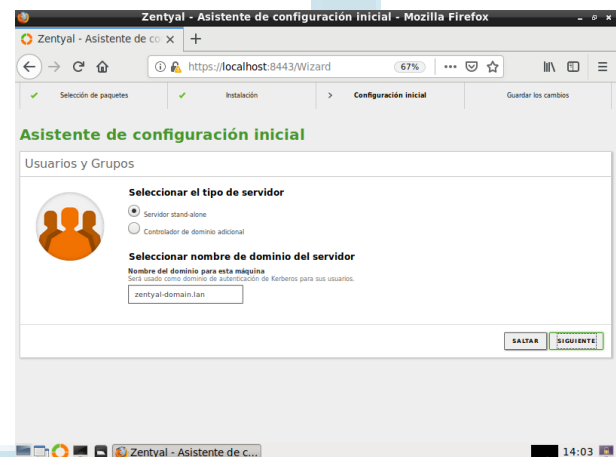 Zentyal - Asistente de configuración inicial - Mozilla Firefox
Zentyal - Asistente de co
https://localhost:8443/Wizard 67%
Selección de paquetes Instalación Configuración inicial Guardar los cambios
Asistente de configuración inicial
Usuarios y Grupos
Seleccionar el tipo de servidor
Servidor stand-alone
Controlador de dominio adicional
Seleccionar nombre de dominio del servidor
Nombre del dominio para esta máquina
Será usado como dominio de autenticación de Kerberos para sus usuarios.
zentyal-domain.lan
SALTAR SIGUIENTE
Zentyal - Asistente de c... 14:03